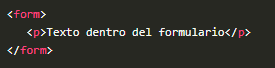 <form>
<p>Texto dentro del formulario</p>
</form>